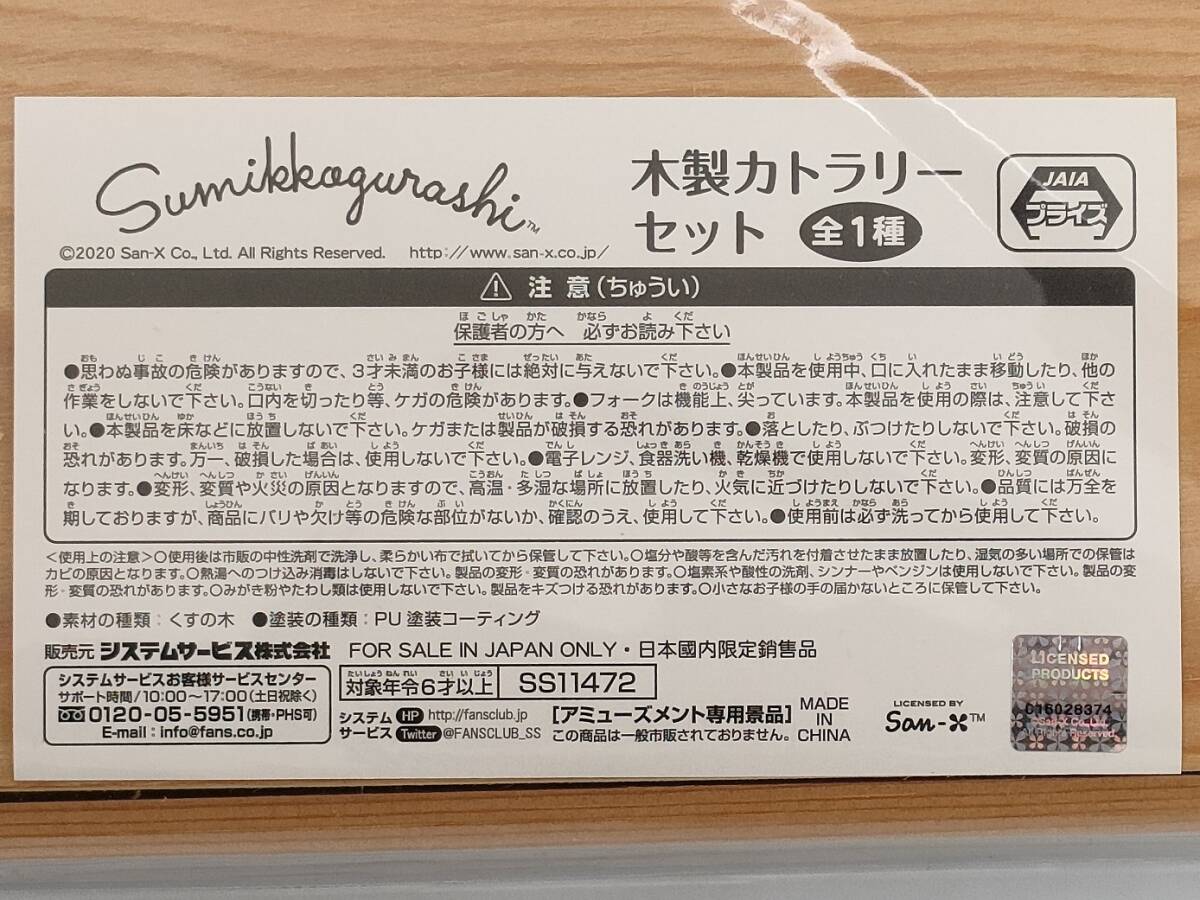 Sumikkogurashi™
木製カトラリー
セット 全1種
JAIA
プライズ
©2020 San-X Co., Ltd. All Rights Reserved. http://www.san-x.co.jp/
注 意(ちゅうい)
保護者の方へ 必ずお読み下さい
●思わぬ事故の危険がありますので、3才未満のお子様には絶対に与えないで下さい。●本製品を使用中、口に入れたまま移動したり、他の
作業をしないで下さい。口内を切ったり等、ケガの危険があります。●フォークは機能上、尖っています。本製品を使用の際は、注意して下さ
い。●本製品を床などに放置しないで下さい。ケガまたは製品が破損する恐れがあります。●落としたり、ぶつけたりしないで下さい。破損の
恐れがあります。万一、破損した場合は、使用しないで下さい。●電子レンジ、食器洗い機、乾燥機で使用しないで下さい。変形、変質の原因に
なります。●変形、変質や火災の原因となりますので、高温・多湿な場所に放置したり、火気に近づけたりしないで下さい。●品質には万全を
期しておりますが、商品にバリや欠け等の危険な部位がないか、確認のうえ、使用して下さい。●使用前は必ず洗ってから使用して下さい。
<使用上の注意>○使用後は市販の中性洗剤で洗浄し、柔らかい布で拭いてから保管して下さい。○塩分や酸等を含んだ汚れを付着させたまま放置したり、湿気の多い場所での保管は
カビの原因となります。○熱湯へのつけ込み消毒はしないで下さい。製品の変形・変質の恐れがあります。○塩素系や酸性の洗剤、シンナーやベンジンは使用しないで下さい。製品の変
形・変質の恐れがあります。○みがき粉やたわし類は使用しないで下さい。製品をキズつける恐れがあります。○小さなお子様の手の届かないところに保管して下さい。
●素材の種類:くすの木 ●塗装の種類:PU塗装コーティング
販売元 システムサービス株式会社 FOR SALE IN JAPAN ONLY・日本國内限定銷售品
システムサービスお客様サービスセンター
サポート時間/10:00〜17:00(土日祝除く)
0120-05-5951(携帯・PHS可)
E-mail:info@fans.co.jp
対象年令6才以上 SS11472
システムサービス HP http://fansclub.jp
Twitter @FANSCLUB_SS
[アミューズメント専用景品]
この商品は一般市販されておりません。
MADE
IN
CHINA
LICENSED BY
San-X™
LICENSED
PRODUCTS
016028374
San-X Co., Ltd.
All Rights Reserved.